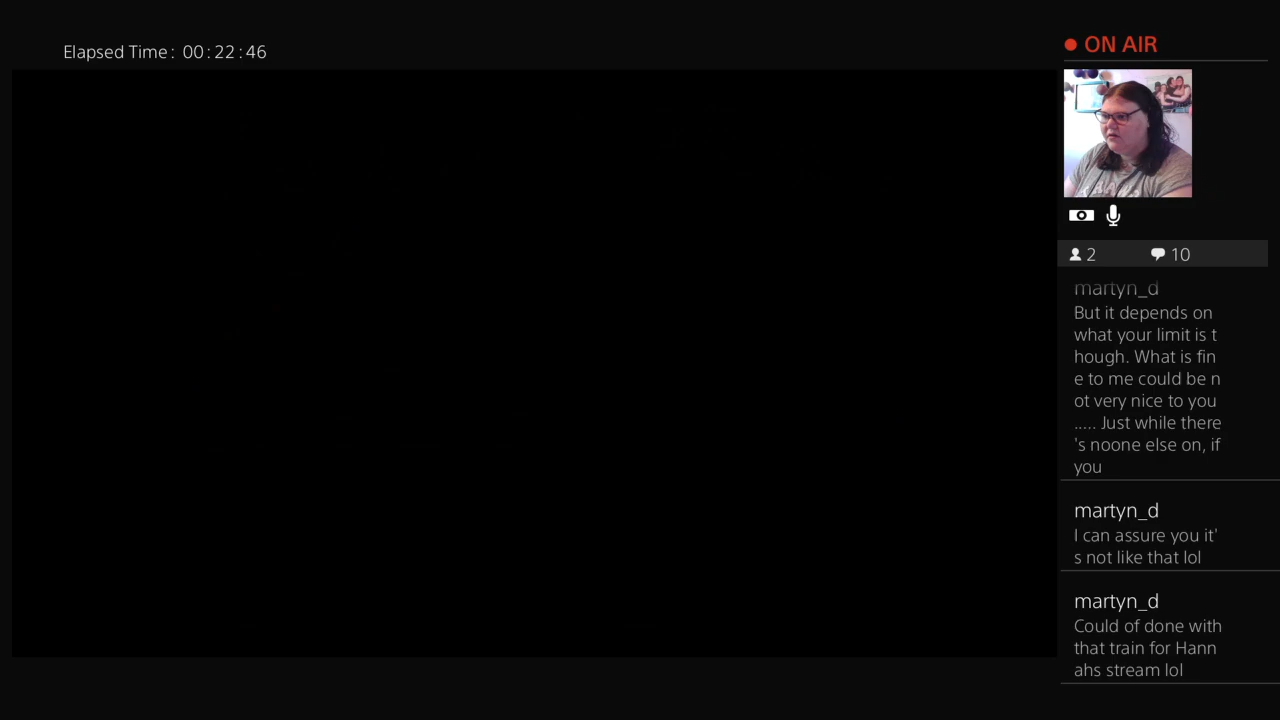 Elapsed Time: 00:22:46
ON AIR
2 10
martyn_d
But it depends on
what your limit is t
hough. What is fin
e to me could be n
ot very nice to you
..... Just while there
's noone else on, if
you
martyn_d
I can assure you it'
s not like that lol
martyn_d
Could of done with
that train for Hann
ahs stream lol